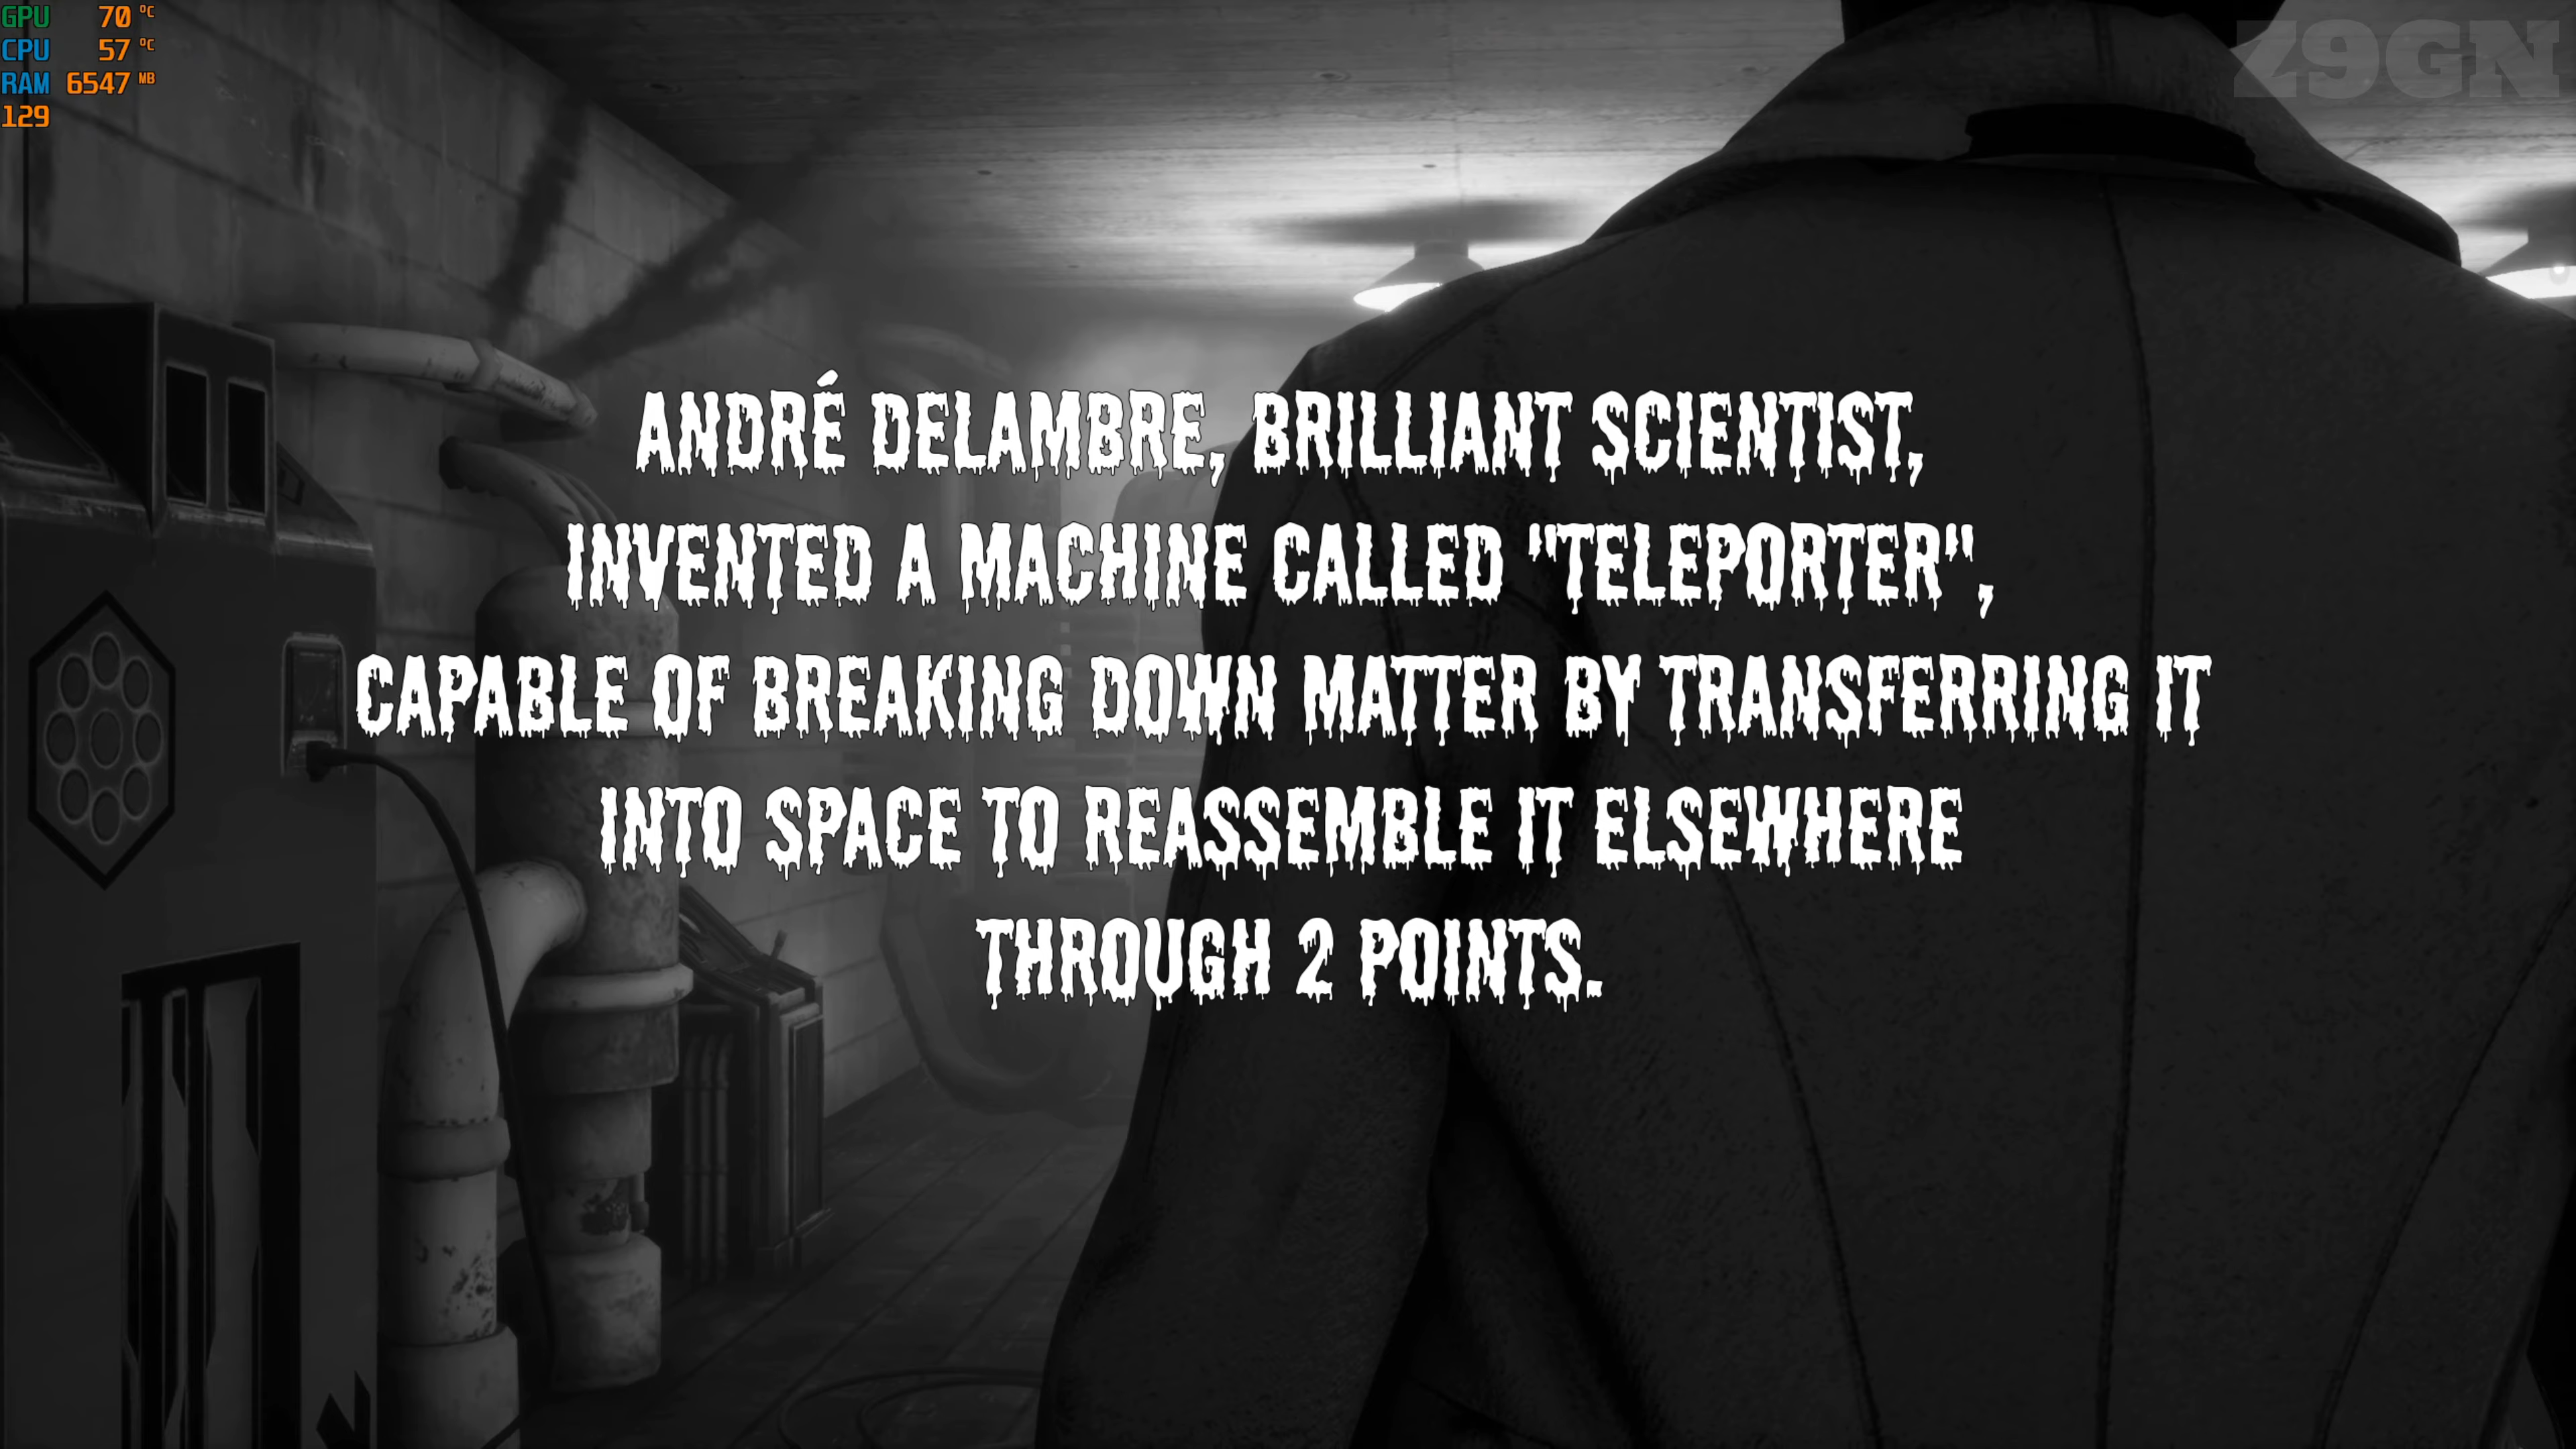 GPU 70 °C
CPU 57 °C
RAM 6547 MB
129
Z9GN
ANDRÉ DELAMBRE, BRILLIANT SCIENTIST,
INVENTED A MACHINE CALLED "TELEPORTER",
CAPABLE OF BREAKING DOWN MATTER BY TRANSFERRING IT
INTO SPACE TO REASSEMBLE IT ELSEWHERE
THROUGH 2 POINTS.